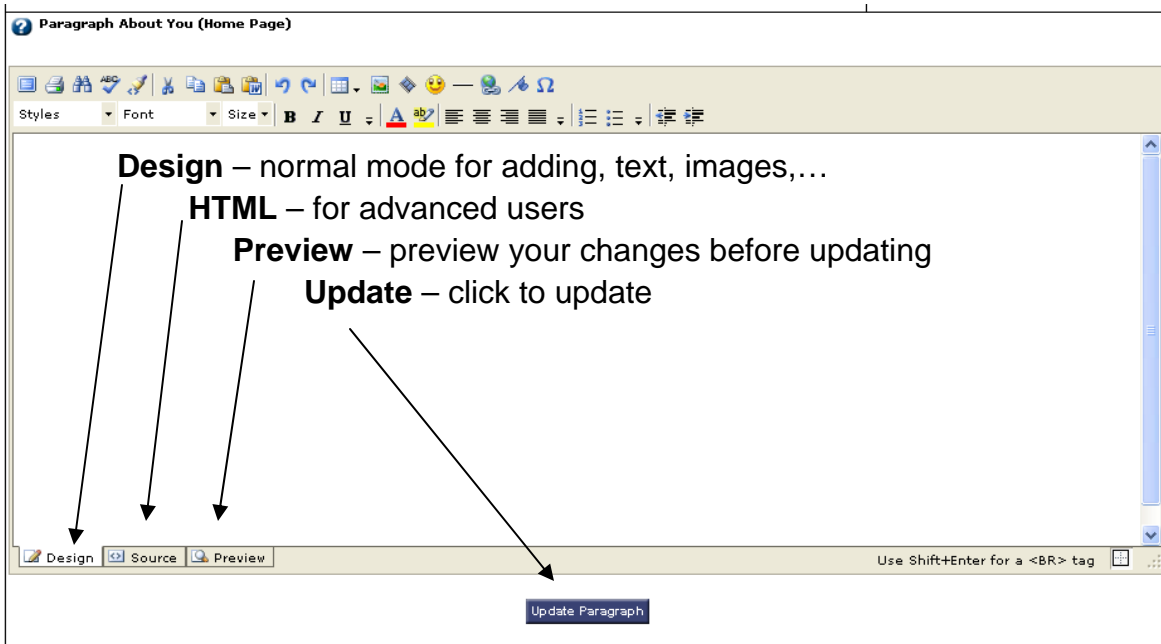 Paragraph About You (Home Page)
ABC W
Styles Font Size B I U A ab
Design – normal mode for adding, text, images,…
HTML – for advanced users
Preview – preview your changes before updating
Update – click to update
Design Source Preview Use Shift+Enter for a <BR> tag
Update Paragraph